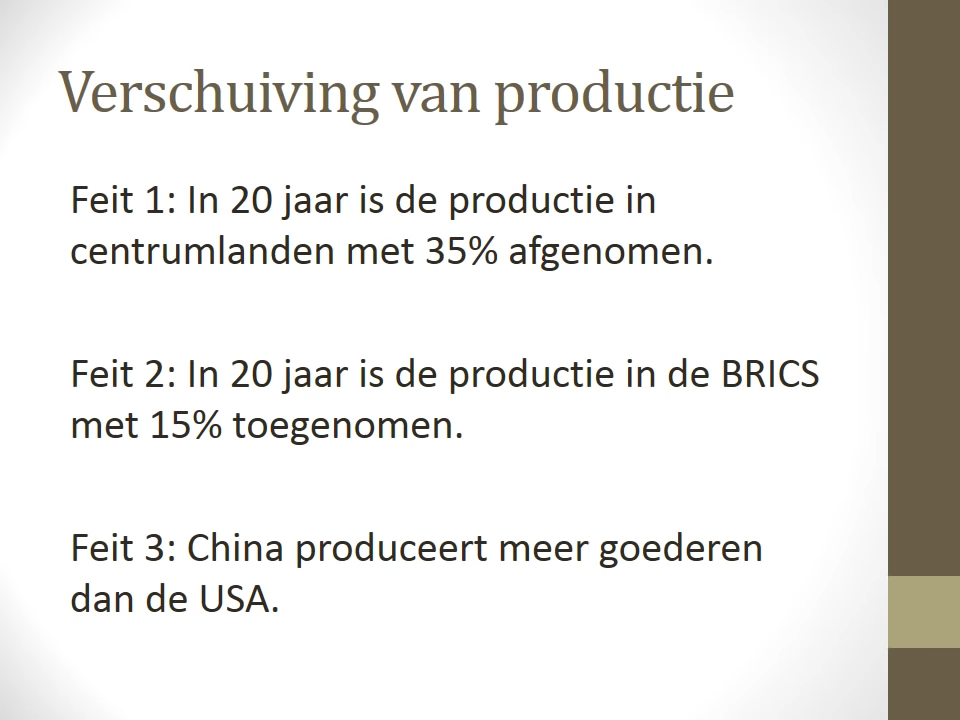 Verschuiving van productie
Feit 1: In 20 jaar is de productie in
centrumlanden met 35% afgenomen.
Feit 2: In 20 jaar is de productie in de BRICS
met 15% toegenomen.
Feit 3: China produceert meer goederen
dan de USA.